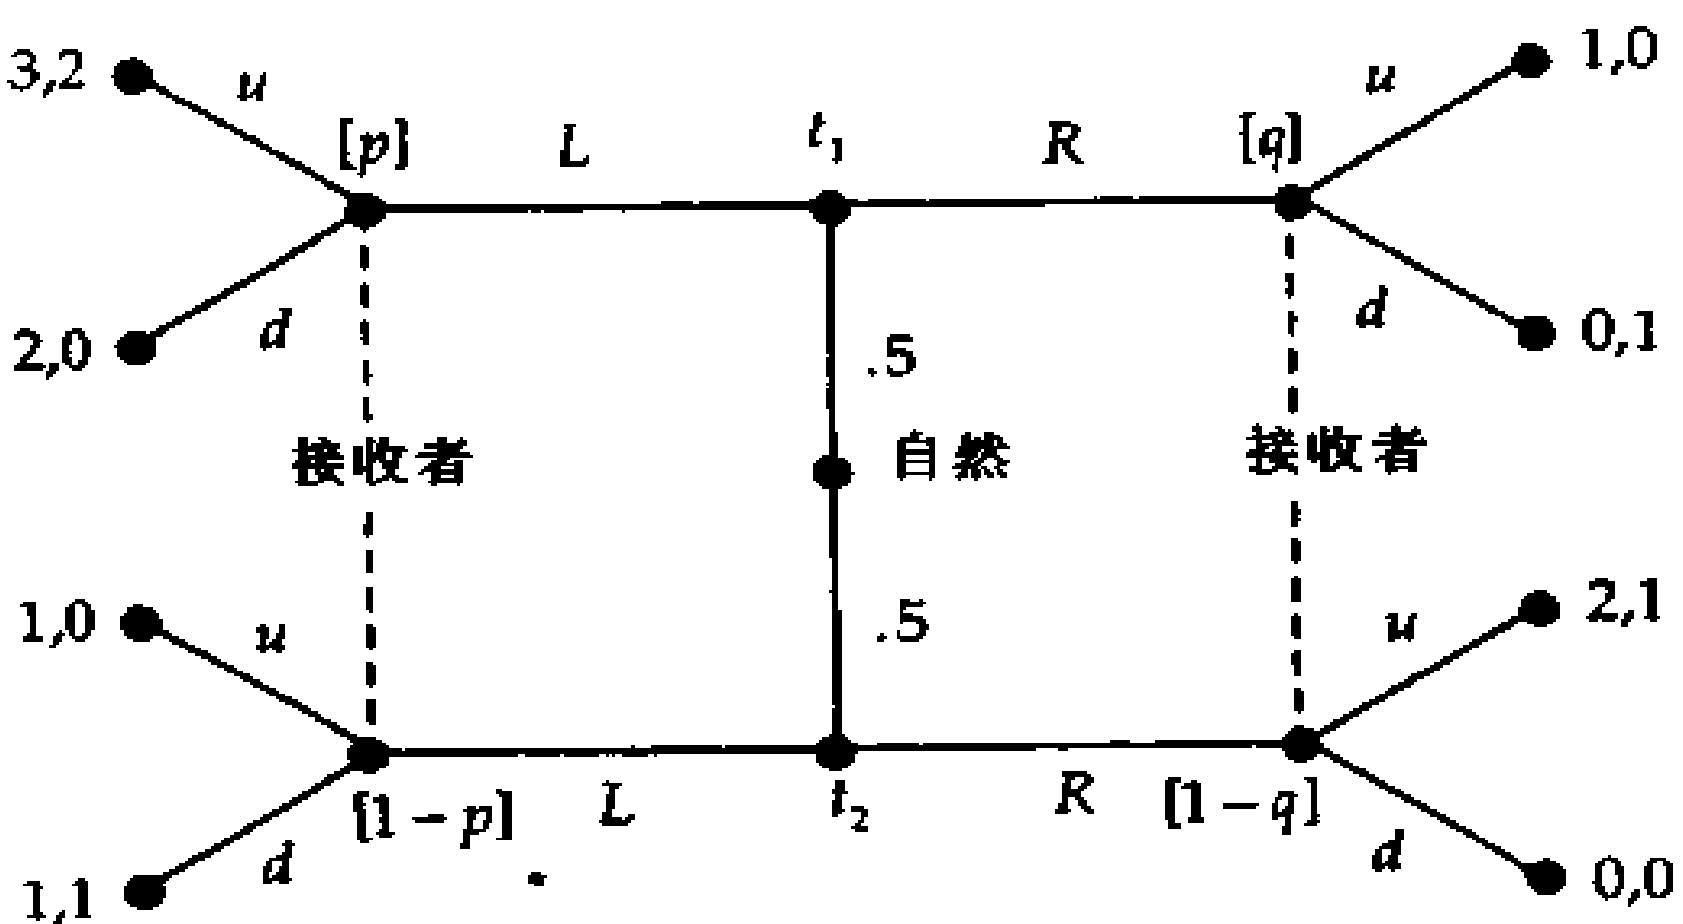 3,2 u [p] L t₁ R [q] u 1,0
2,0 d .5 d 0,1
接收者 自然 接收者
1,0 u .5 u 2,1
[1-p] L t₂ R [1-q]
1,1 d d 0,0